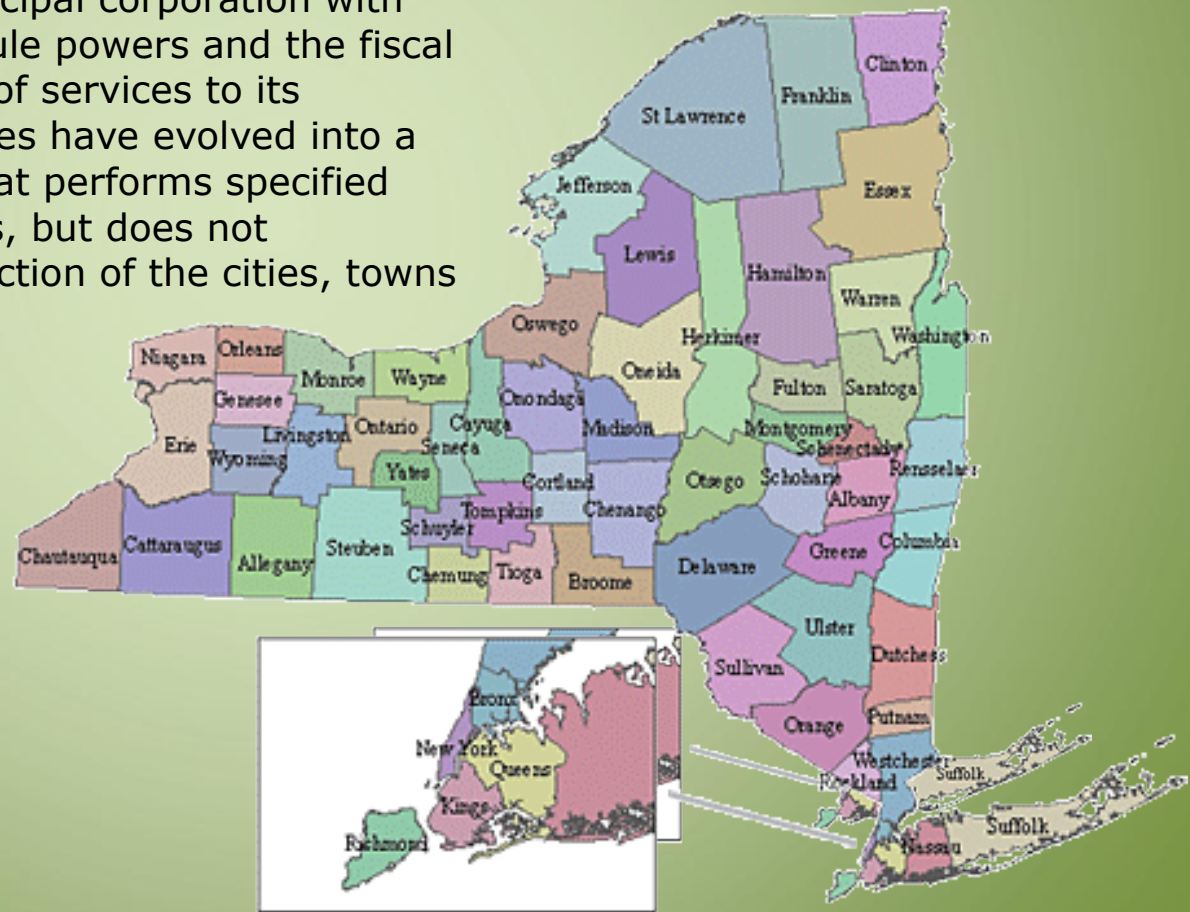 cipal corporation with
ule powers and the fiscal
of services to its
es have evolved into a
at performs specified
s, but does not
ction of the cities, towns
Clinton
Franklin
St Lawrence
Essex
Jefferson
Lewis
Hamilton
Warren
Oswego
Herkimer
Washington
Niagara
Orleans
Monroe
Wayne
Oneida
Fulton
Saratoga
Genesee
Onondaga
Madison
Montgomery
Erie
Wyoming
Livingston
Ontario
Seneca
Cayuga
Schenectady
Rensselaer
Yates
Cortland
Otsego
Schoharie
Albany
Schuyler
Tompkins
Chenango
Chautauqua
Cattaraugus
Allegany
Steuben
Chemung
Tioga
Broome
Delaware
Greene
Columbia
Ulster
Dutchess
Sullivan
Orange
Putnam
Westchester
Rockland
Suffolk
Suffolk
Nassau
Bronx
New York
Queens
Kings
Richmond